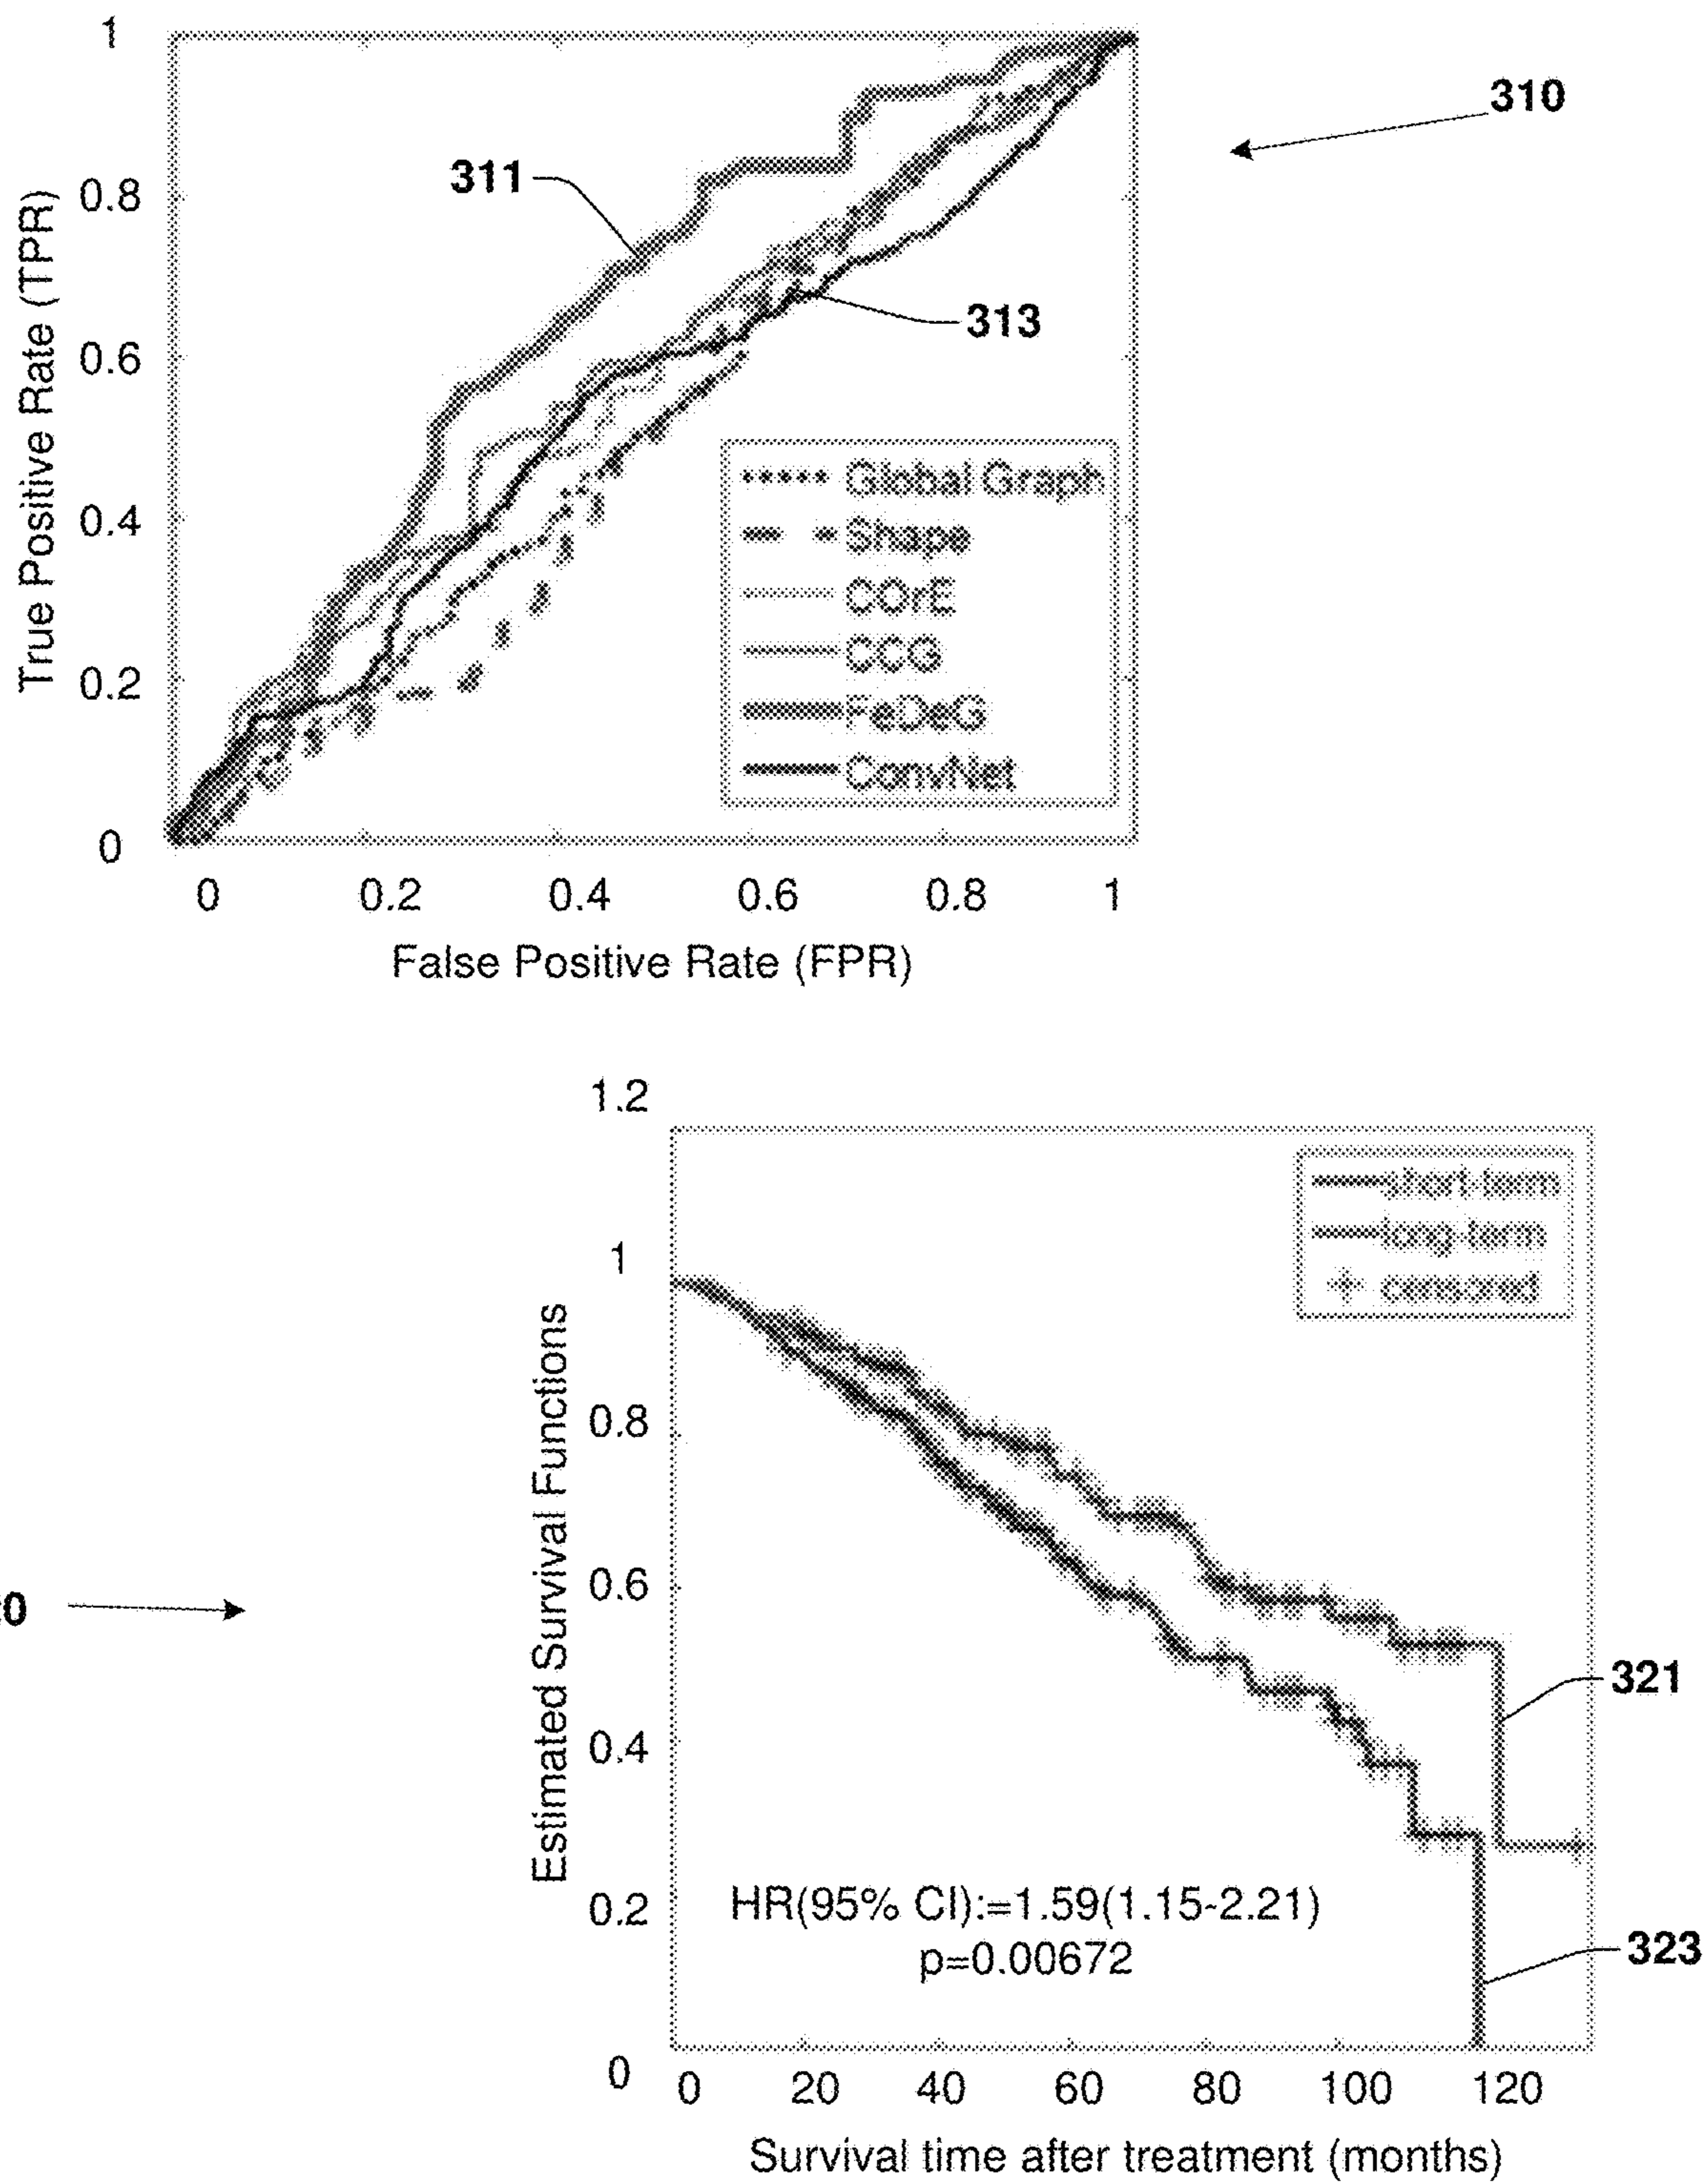 1
310
311
0.8
True Positive Rate (TPR)
313
0.6
Global Graph
0.4
Shape
COrE
CCG
0.2
FeDeG
ConvNet
0
0 0.2 0.4 0.6 0.8 1
False Positive Rate (FPR)
1.2
short-term
1
long-term
censored
Estimated Survival Functions
0.8
0.6
0
321
0.4
HR(95% CI):=1.59(1.15-2.21)
0.2
p=0.00672
323
0
0 20 40 60 80 100 120
Survival time after treatment (months)